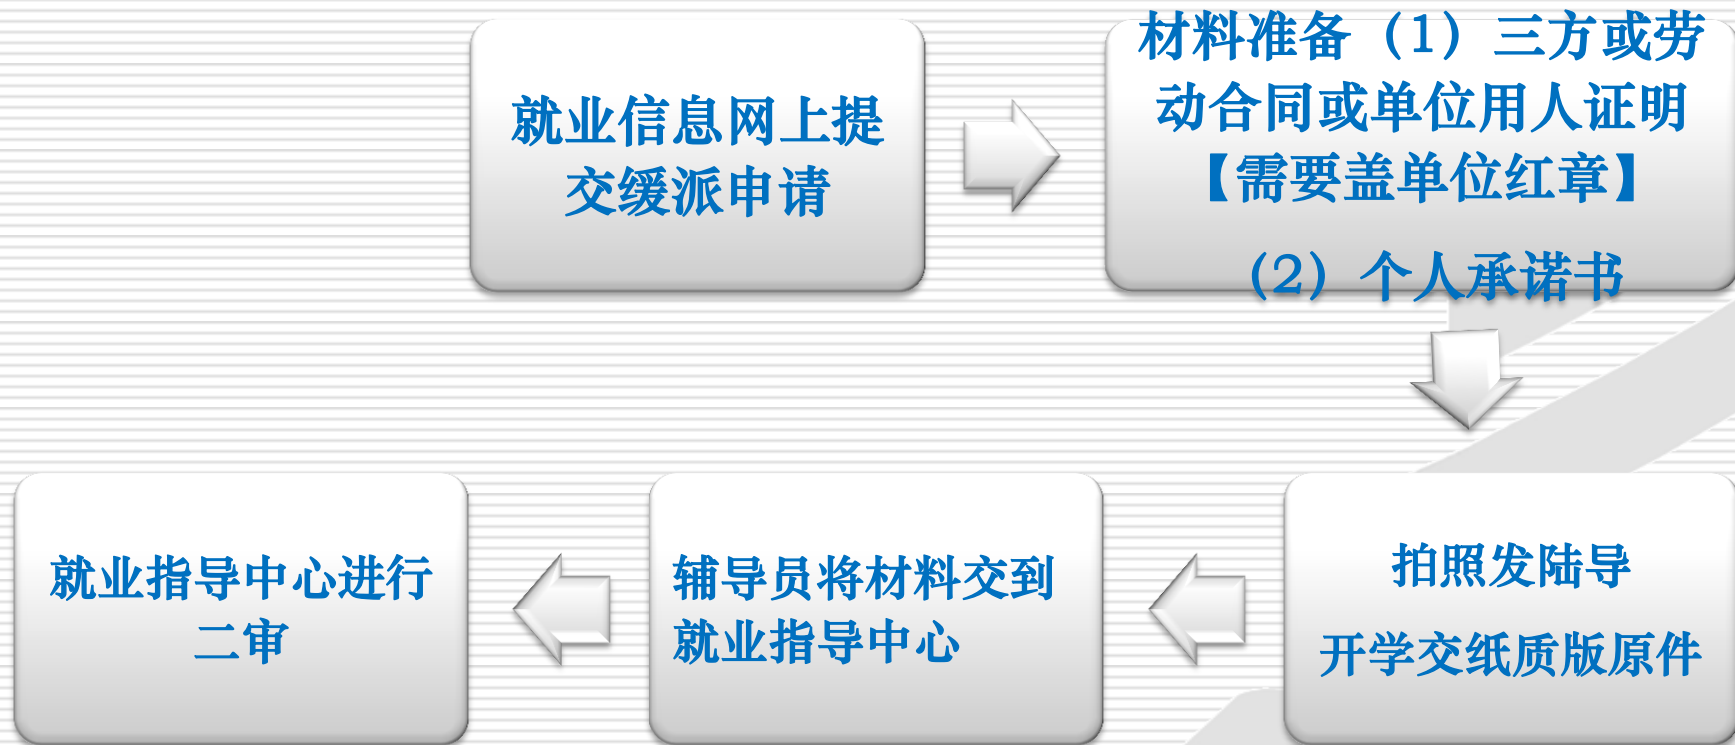 就业信息网上提
交缓派申请
材料准备（1）三方或劳
动合同或单位用人证明
【需要盖单位红章】
（2）个人承诺书
拍照发陆导
开学交纸质版原件
辅导员将材料交到
就业指导中心
就业指导中心进行
二审